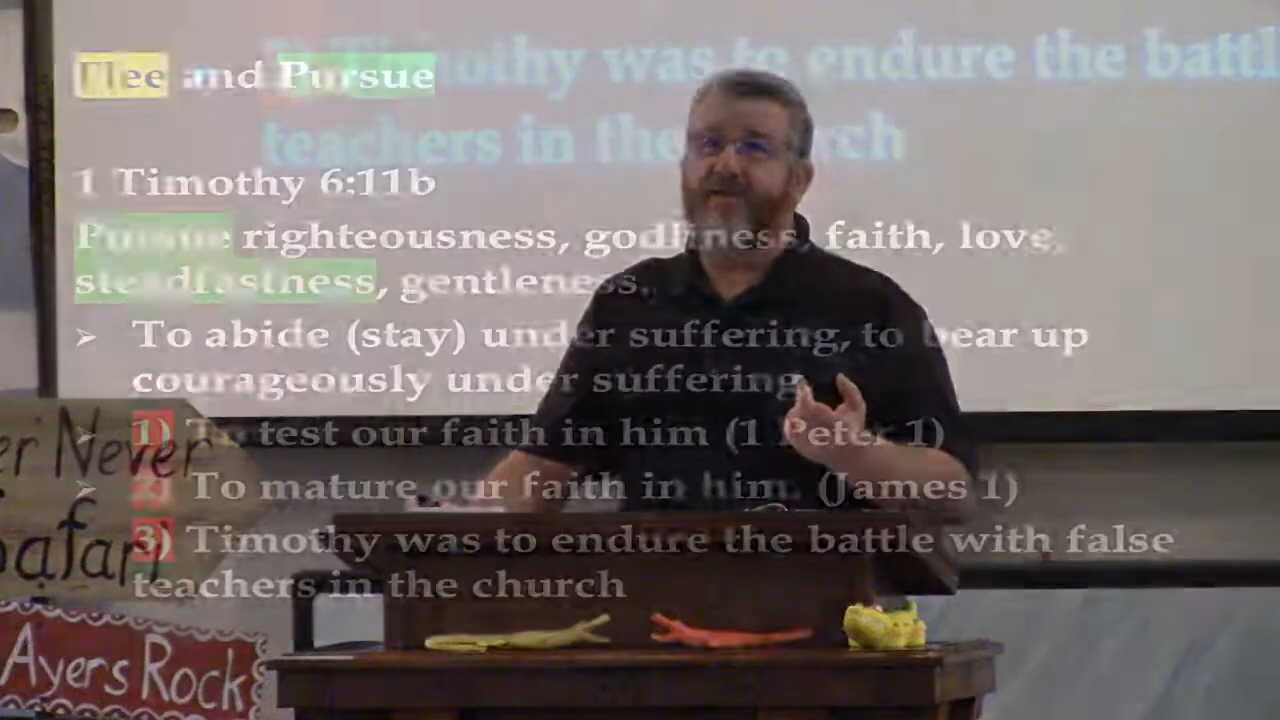 Flee and Pursue
Timothy was to endure the battl
teachers in the church
1 Timothy 6:11b
Pursue righteousness, godliness, faith, love,
steadfastness, gentleness.
➢ To abide (stay) under suffering, to bear up
courageously under suffering
➢ 1) To test our faith in him (1 Peter 1)
➢ 2) To mature our faith in him. (James 1)
3) Timothy was to endure the battle with false
teachers in the church
er Never
Safari
Ayers Rock